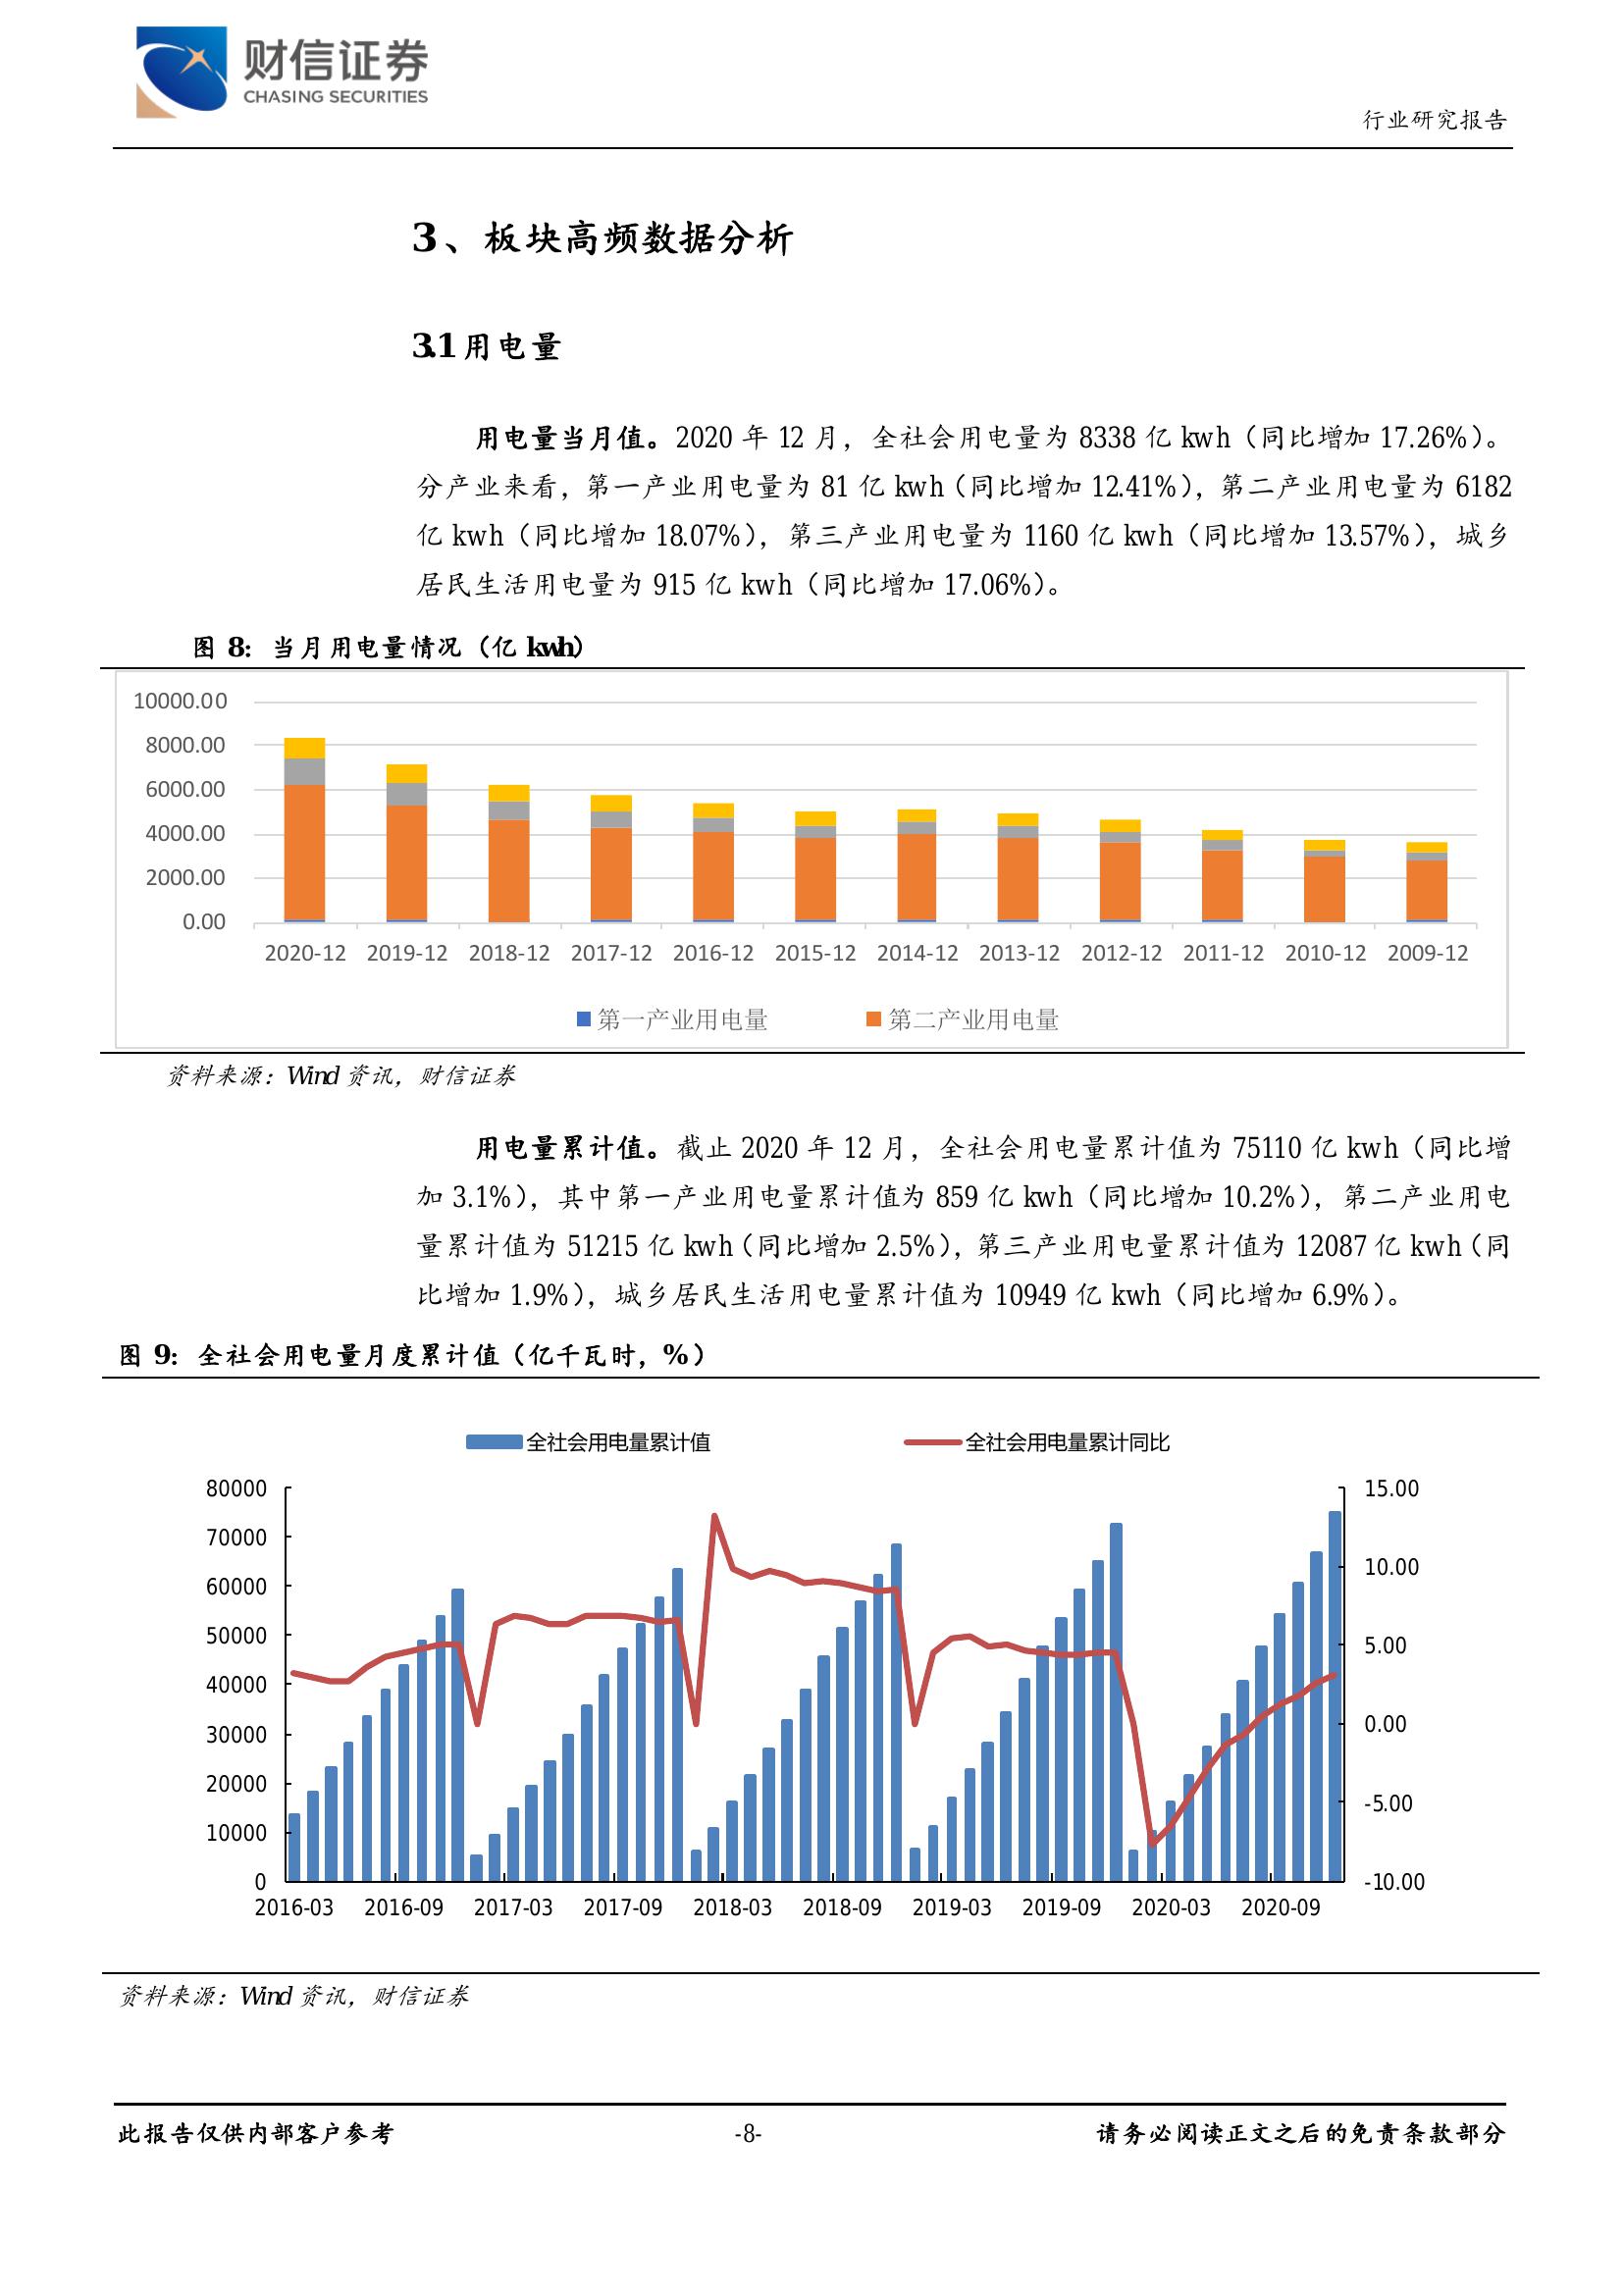 财信证券
CHASING SECURITIES
行业研究报告
3、板块高频数据分析
3.1 用电量
用电量当月值。2020 年 12 月，全社会用电量为 8338 亿 kwh（同比增加 17.26%）。
分产业来看，第一产业用电量为 81 亿 kwh（同比增加 12.41%），第二产业用电量为 6182
亿 kwh（同比增加 18.07%），第三产业用电量为 1160 亿 kwh（同比增加 13.57%），城乡
居民生活用电量为 915 亿 kwh（同比增加 17.06%）。
图 8：当月用电量情况（亿 kwh）
10000.00
8000.00
6000.00
4000.00
2000.00
0.00
2020-12 2019-12 2018-12 2017-12 2016-12 2015-12 2014-12 2013-12 2012-12 2011-12 2010-12 2009-12
第一产业用电量 第二产业用电量
资料来源：Wind 资讯，财信证券
用电量累计值。截止 2020 年 12 月，全社会用电量累计值为 75110 亿 kwh（同比增
加 3.1%），其中第一产业用电量累计值为 859 亿 kwh（同比增加 10.2%），第二产业用电
量累计值为 51215 亿 kwh（同比增加 2.5%），第三产业用电量累计值为 12087 亿 kwh（同
比增加 1.9%），城乡居民生活用电量累计值为 10949 亿 kwh（同比增加 6.9%）。
图 9：全社会用电量月度累计值（亿千瓦时，%）
全社会用电量累计值 全社会用电量累计同比
80000 15.00
70000
10.00
60000
50000 5.00
40000
30000 0.00
20000
-5.00
10000
0 -10.00
2016-03 2016-09 2017-03 2017-09 2018-03 2018-09 2019-03 2019-09 2020-03 2020-09
资料来源：Wind 资讯，财信证券
此报告仅供内部客户参考 -8- 请务必阅读正文之后的免责条款部分